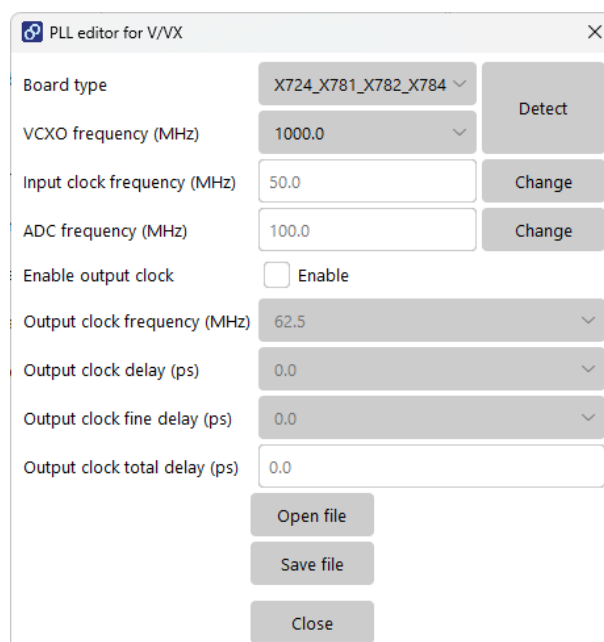 PLL editor for V/VX
Board type X724_X781_X782_X784
Detect
VCXO frequency (MHz) 1000.0
Input clock frequency (MHz) 50.0 Change
ADC frequency (MHz) 100.0 Change
Enable output clock Enable
Output clock frequency (MHz) 62.5
Output clock delay (ps) 0.0
Output clock fine delay (ps) 0.0
Output clock total delay (ps) 0.0
Open file
Save file
Close